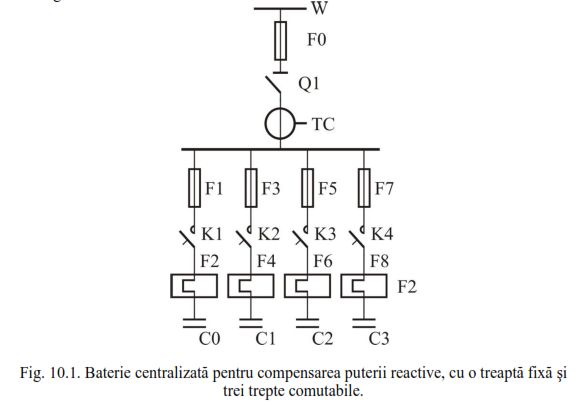 W
F0
Q1
TC
F1 F3 F5 F7
K1 K2 K3 K4
F2 F4 F6 F8
F2
C0 C1 C2 C3
Fig. 10.1. Baterie centralizată pentru compensarea puterii reactive, cu o treaptă fixă şi
trei trepte comutabile.